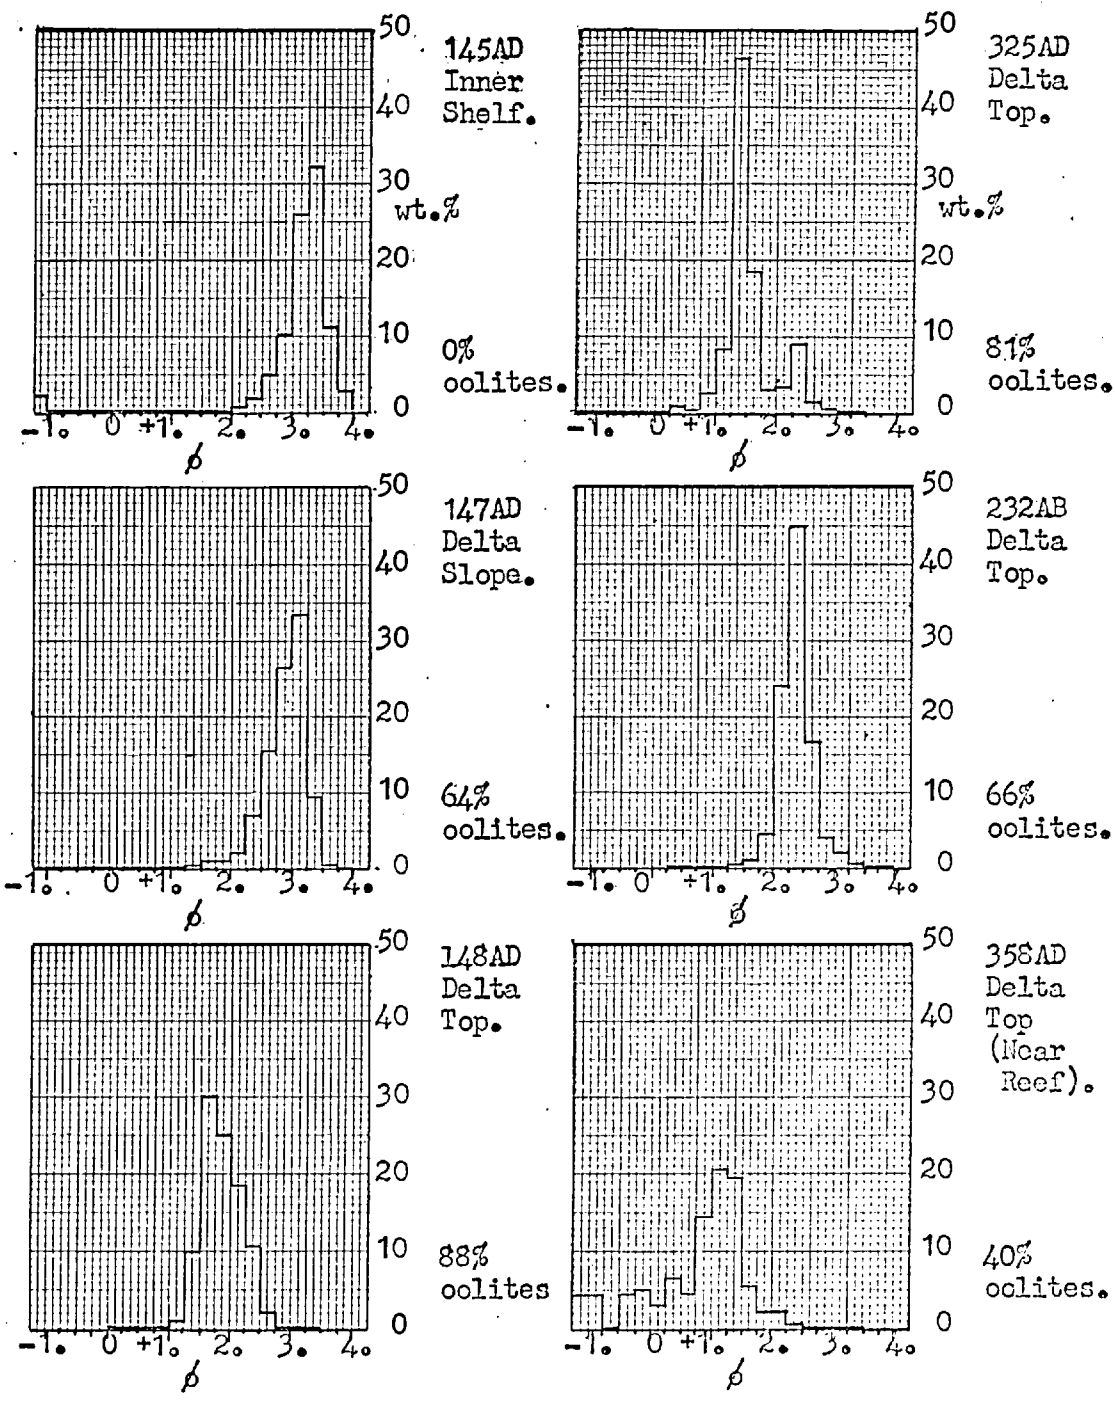 50
145AD
Inner
Shelf.
40
30
wt.%
20
10
0%
oolites.
0
-1. 0 +1. 2. 3. 4.
ø
50
325AD
Delta
Top.
40
30
wt.%
20
10
81%
oolites.
0
-1. 0 +1. 2. 3. 4.
ø
50
147AD
Delta
Slope.
40
30
20
10
64%
oolites.
0
-1. 0 +1. 2. 3. 4.
ø
50
232AB
Delta
Top.
40
30
20
10
66%
oolites.
0
-1. 0 +1. 2. 3. 4.
ø
50
148AD
Delta
Top.
40
30
20
10
88%
oolites
0
-1. 0 +1. 2. 3. 4.
ø
50
358AD
Delta
Top
(Near
Reef).
40
30
20
10
40%
oolites.
0
-1. 0 +1. 2. 3. 4.
ø